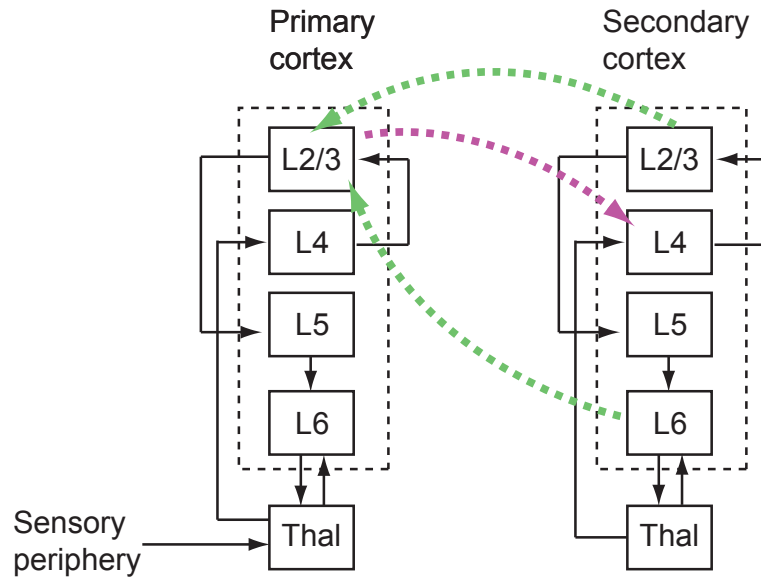 Primary
cortex
Secondary
cortex
L2/3
L4
L5
L6
Thal
L2/3
L4
L5
L6
Thal
Sensory
periphery